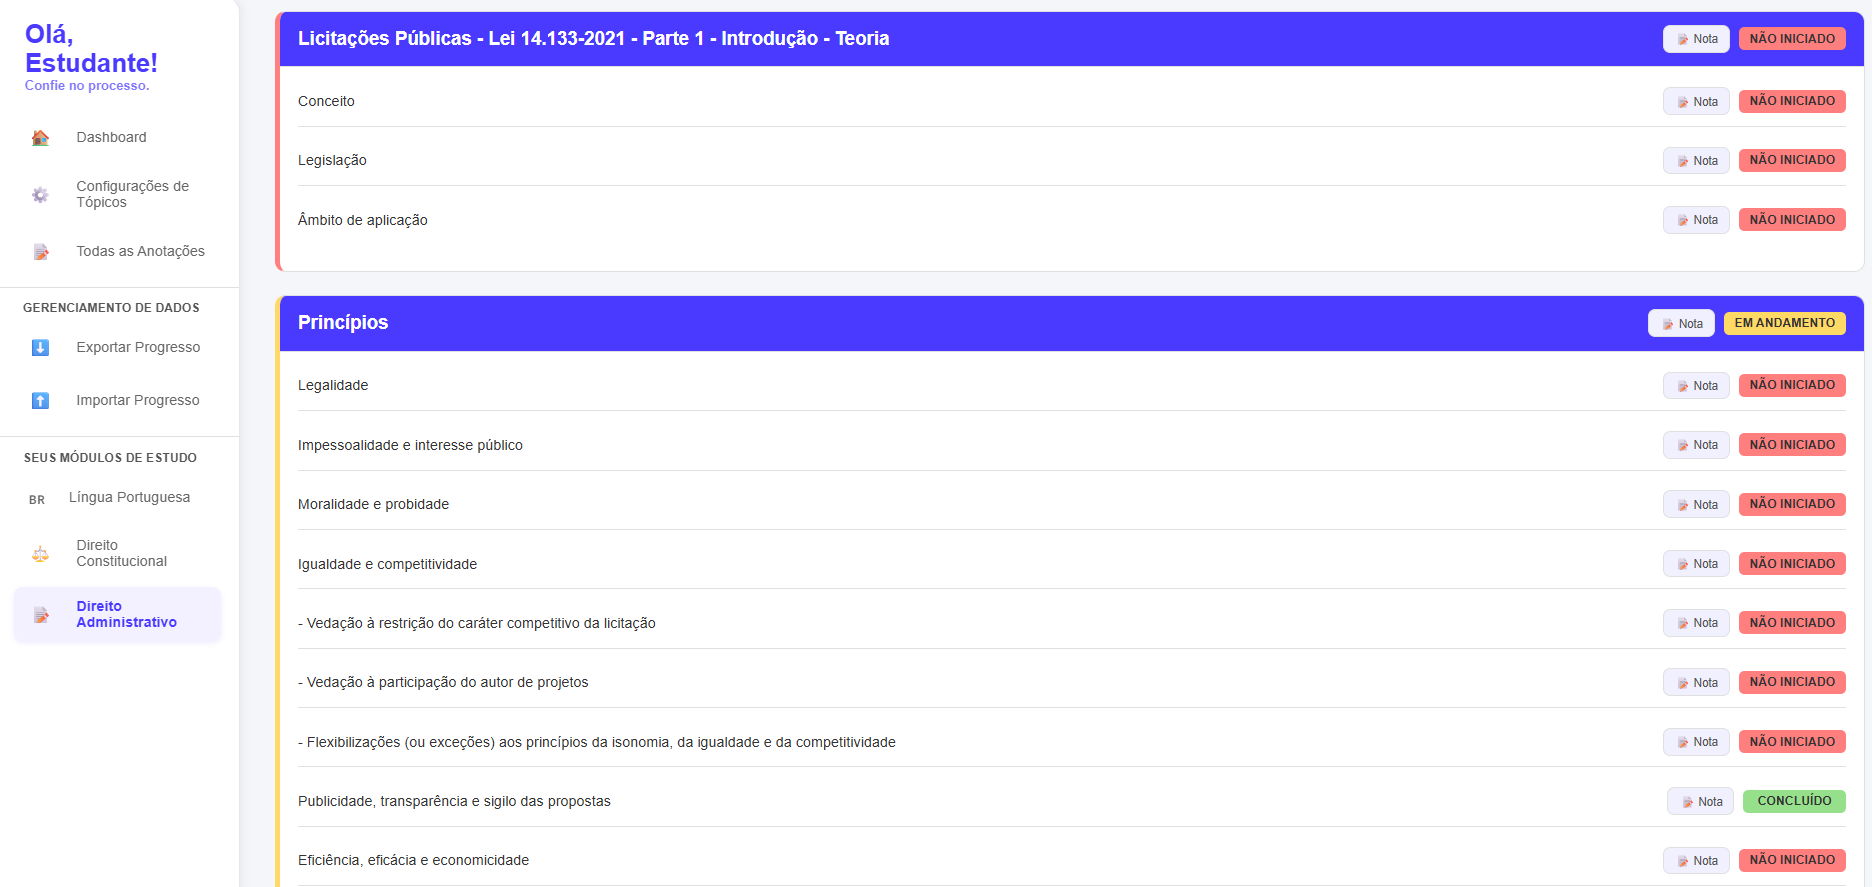 Olá,
Estudante!
Confie no processo.
Dashboard
Configurações de
Tópicos
Todas as Anotações
GERENCIAMENTO DE DADOS
Exportar Progresso
Importar Progresso
SEUS MÓDULOS DE ESTUDO
BR Língua Portuguesa
Direito
Constitucional
Direito
Administrativo
Licitações Públicas - Lei 14.133-2021 - Parte 1 - Introdução - Teoria Nota NÃO INICIADO
Conceito Nota NÃO INICIADO
Legislação Nota NÃO INICIADO
Âmbito de aplicação Nota NÃO INICIADO
Princípios Nota EM ANDAMENTO
Legalidade Nota NÃO INICIADO
Impessoalidade e interesse público Nota NÃO INICIADO
Moralidade e probidade Nota NÃO INICIADO
Igualdade e competitividade Nota NÃO INICIADO
- Vedação à restrição do caráter competitivo da licitação Nota NÃO INICIADO
- Vedação à participação do autor de projetos Nota NÃO INICIADO
- Flexibilizações (ou exceções) aos princípios da isonomia, da igualdade e da competitividade Nota NÃO INICIADO
Publicidade, transparência e sigilo das propostas Nota CONCLUÍDO
Eficiência, eficácia e economicidade Nota NÃO INICIADO